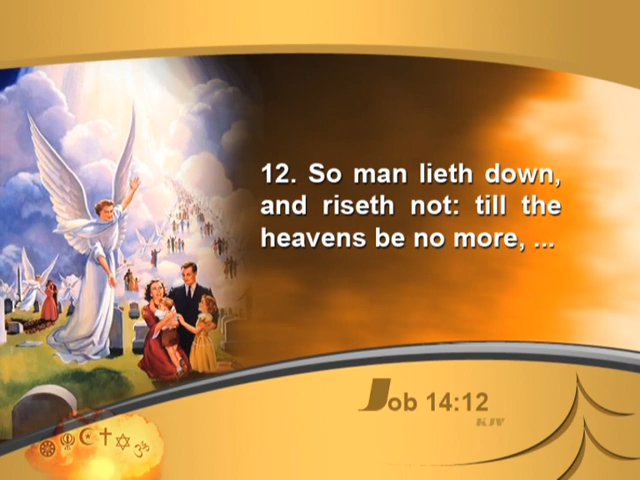 12. So man lieth down,
and riseth not: till the
heavens be no more, ...
Job 14:12
KJV